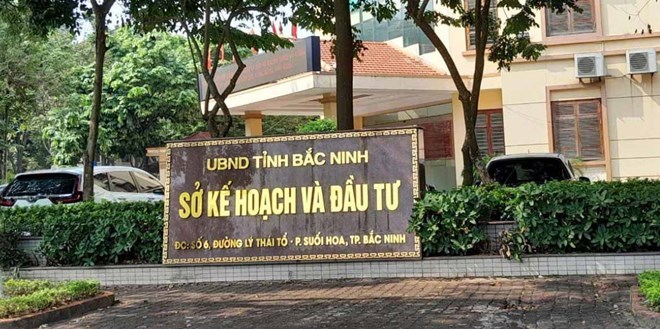 UBND TỈNH BẮC NINH
SỞ KẾ HOẠCH VÀ ĐẦU TƯ
ĐC: SỐ 6, ĐƯỜNG LÝ THÁI TỔ - P. SUỐI HOA, TP. BẮC NINH